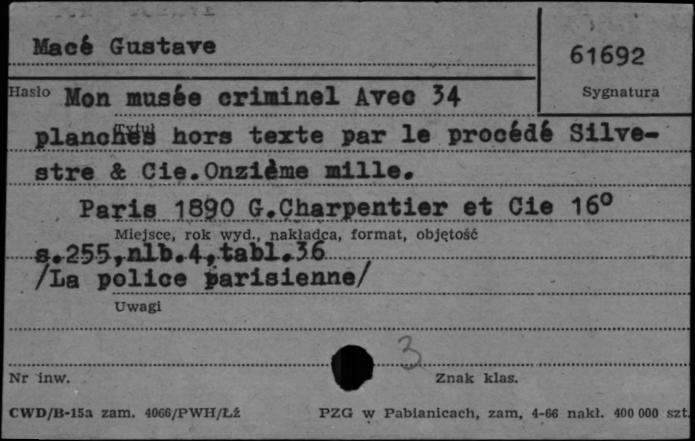 Macé Gustave
61692
Hasło
Sygnatura
Mon musée criminel Avec 34
Tytuł
planches hors texte par le procédé Silve-
stre & Cie.Onzième mille.
Paris 1890 G.Charpentier et Cie 16°
Miejsce, rok wyd., nakładca, format, objętość
s.255,nlb.4,tabl.36
/La police parisienne/
Uwagi
3
Nr inw.
Znak klas.
CWD/B-15a zam. 4066/PWH/Łź
PZG w Pabianicach, zam, 4-66 nakł. 400 000 szt.